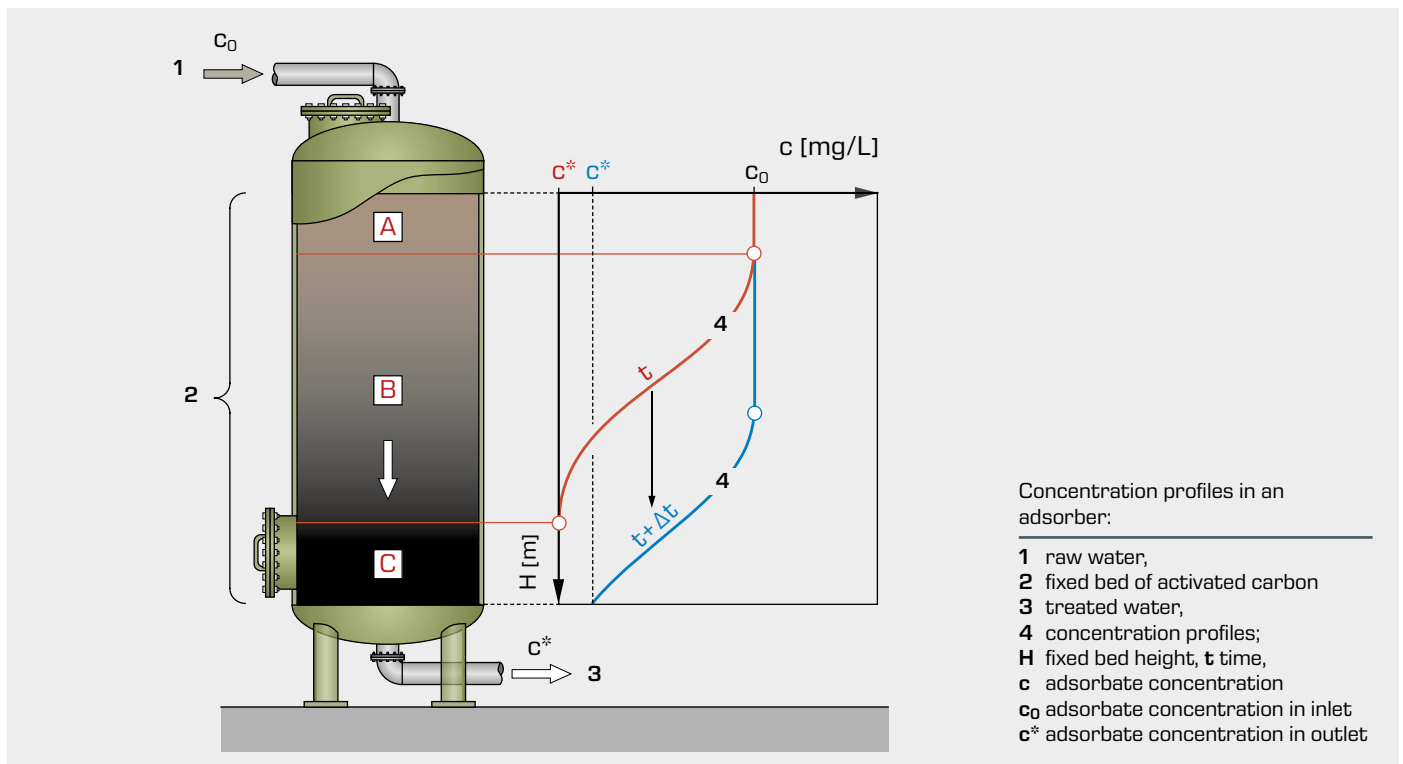 c₀
1
c [mg/L]
c* c* c₀
A
4
t
B
2
4
t+Δt
H [m]
C
c*
3
Concentration profiles in an
adsorber:
1 raw water,
2 fixed bed of activated carbon
3 treated water,
4 concentration profiles;
H fixed bed height, t time,
c adsorbate concentration
c₀ adsorbate concentration in inlet
c* adsorbate concentration in outlet